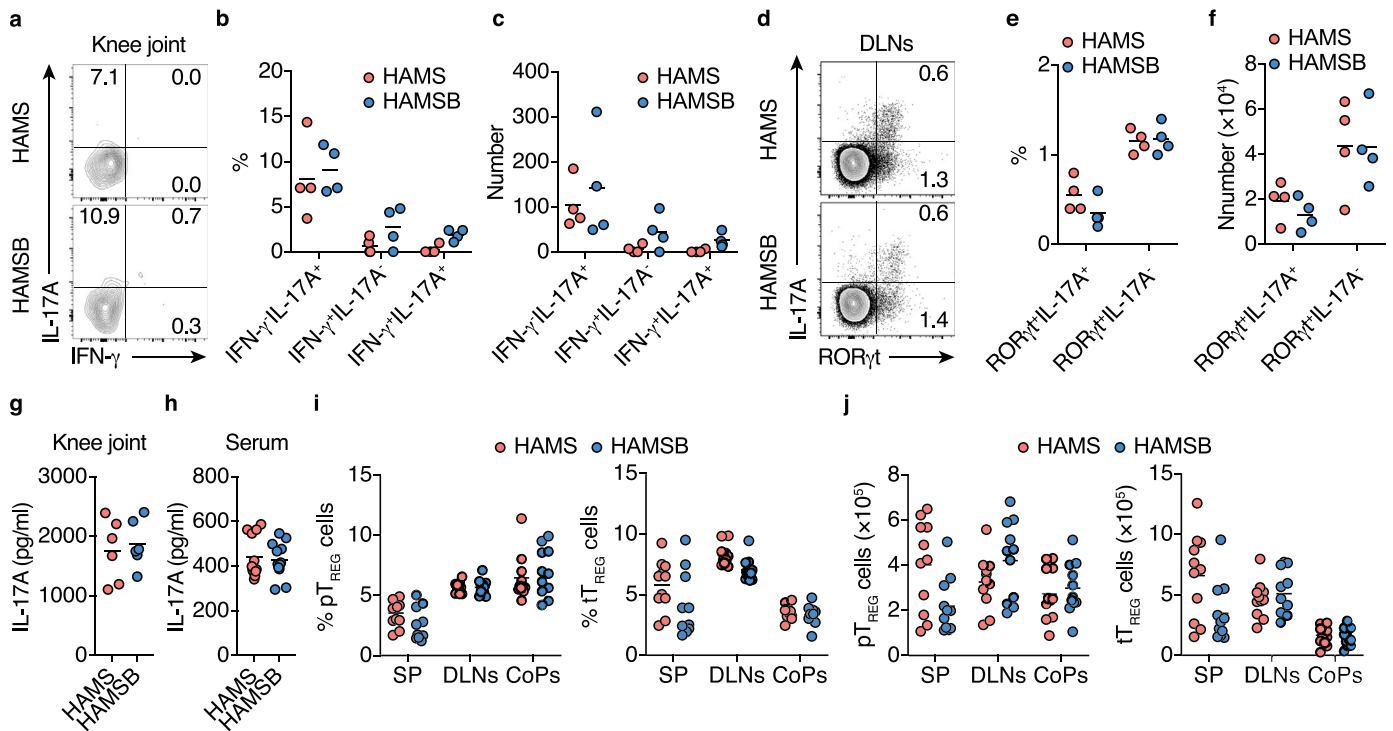 a
Knee joint
HAMS
7.1
0.0
0.0
HAMSB
10.9
0.7
0.3
IL-17A
IFN-γ
b
HAMS
HAMSB
%
20
15
10
5
0
IFN-γ-IL-17A+
IFN-γ+IL-17A-
IFN-γ+IL-17A+
c
HAMS
HAMSB
Number
400
300
200
100
0
IFN-γ-IL-17A+
IFN-γ+IL-17A-
IFN-γ+IL-17A+
d
DLNs
HAMS
0.6
1.3
HAMSB
0.6
1.4
IL-17A
RORγt
e
HAMS
HAMSB
%
2
1
0
RORγt+IL-17A+
RORγt+IL-17A-
f
HAMS
HAMSB
Nnumber (×10⁴)
8
6
4
2
0
RORγt+IL-17A+
RORγt+IL-17A-
g
Knee joint
IL-17A (pg/ml)
3000
2000
1000
0
HAMS
HAMSB
h
Serum
IL-17A (pg/ml)
800
600
400
200
0
HAMS
HAMSB
i
HAMS HAMSB
% pTREG cells
15
10
5
0
SP DLNs CoPs
% tTREG cells
15
10
5
0
SP DLNs CoPs
j
HAMS HAMSB
pTREG cells (×10⁵)
8
6
4
2
0
SP DLNs CoPs
tTREG cells (×10⁵)
15
10
5
0
SP DLNs CoPs